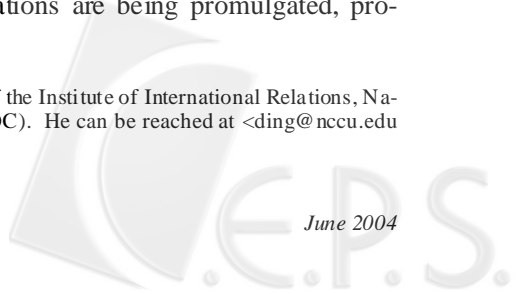 ations are being promulgated, pro-
f the Institute of International Relations, Na-
OC). He can be reached at <ding@nccu.edu
June 2004
C.E.P.S.